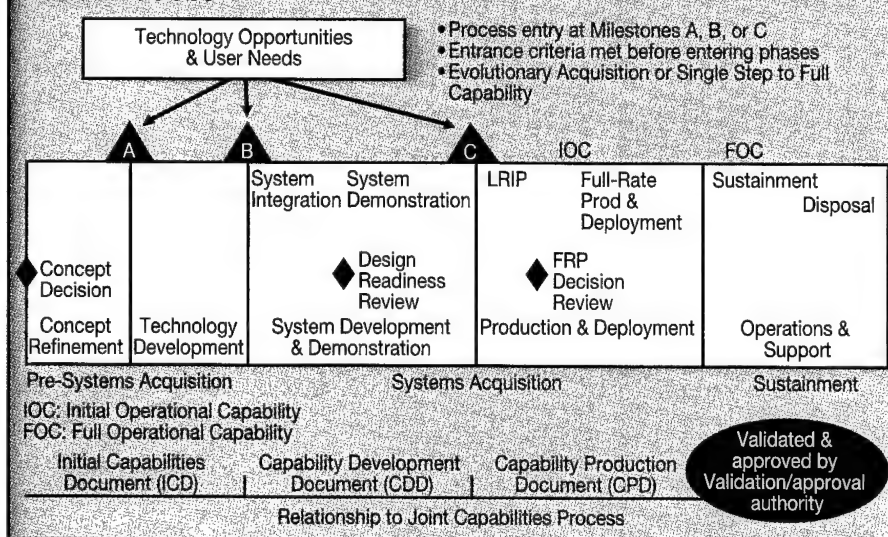 Technology Opportunities
& User Needs
•Process entry at Milestones A, B, or C
•Entrance criteria met before entering phases
•Evolutionary Acquisition or Single Step to Full
Capability
A
B
C
IOC
FOC
System
Integration
System
Demonstration
LRIP
Full-Rate
Prod &
Deployment
Sustainment
Disposal
Concept
Decision
Design
Readiness
Review
FRP
Decision
Review
Concept
Refinement
Technology
Development
System Development
& Demonstration
Production & Deployment
Operations &
Support
Pre-Systems Acquisition
Systems Acquisition
Sustainment
IOC: Initial Operational Capability
FOC: Full Operational Capability
Initial Capabilities
Document (ICD)
Capability Development
Document (CDD)
Capability Production
Document (CPD)
Validated &
approved by
Validation/approval
authority
Relationship to Joint Capabilities Process